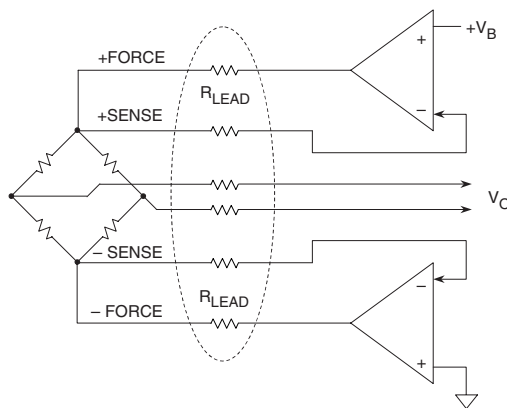 +FORCE
+V_B
+
R_LEAD
–
+SENSE
V_O
– SENSE
–
R_LEAD
– FORCE
+